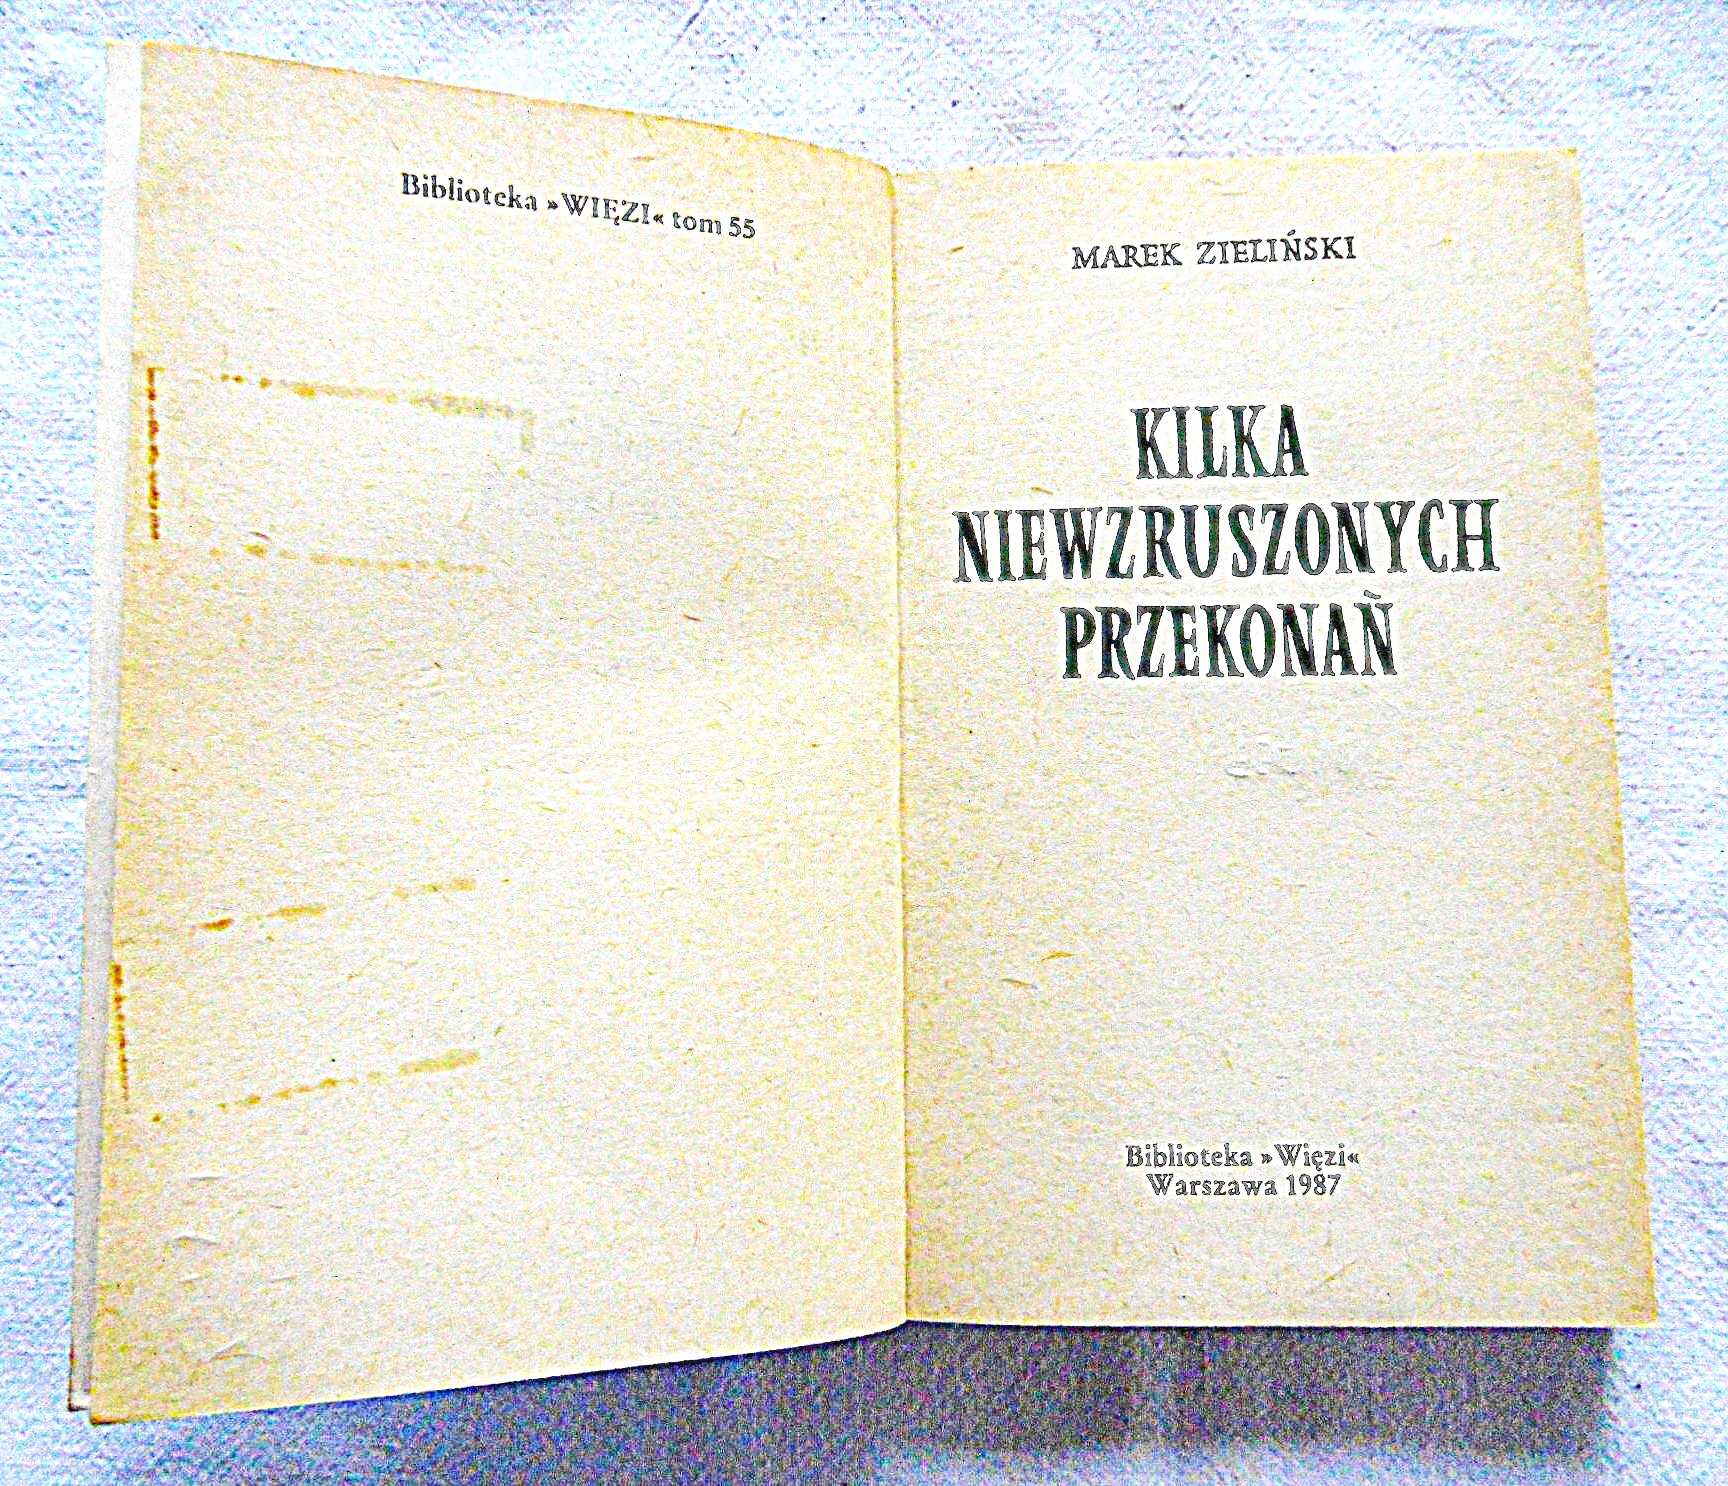 Biblioteka »WIĘZI« tom 55
MAREK ZIELIŃSKI
KILKA
NIEWZRUSZONYCH
PRZEKONAŃ
Biblioteka »Więzi«
Warszawa 1987